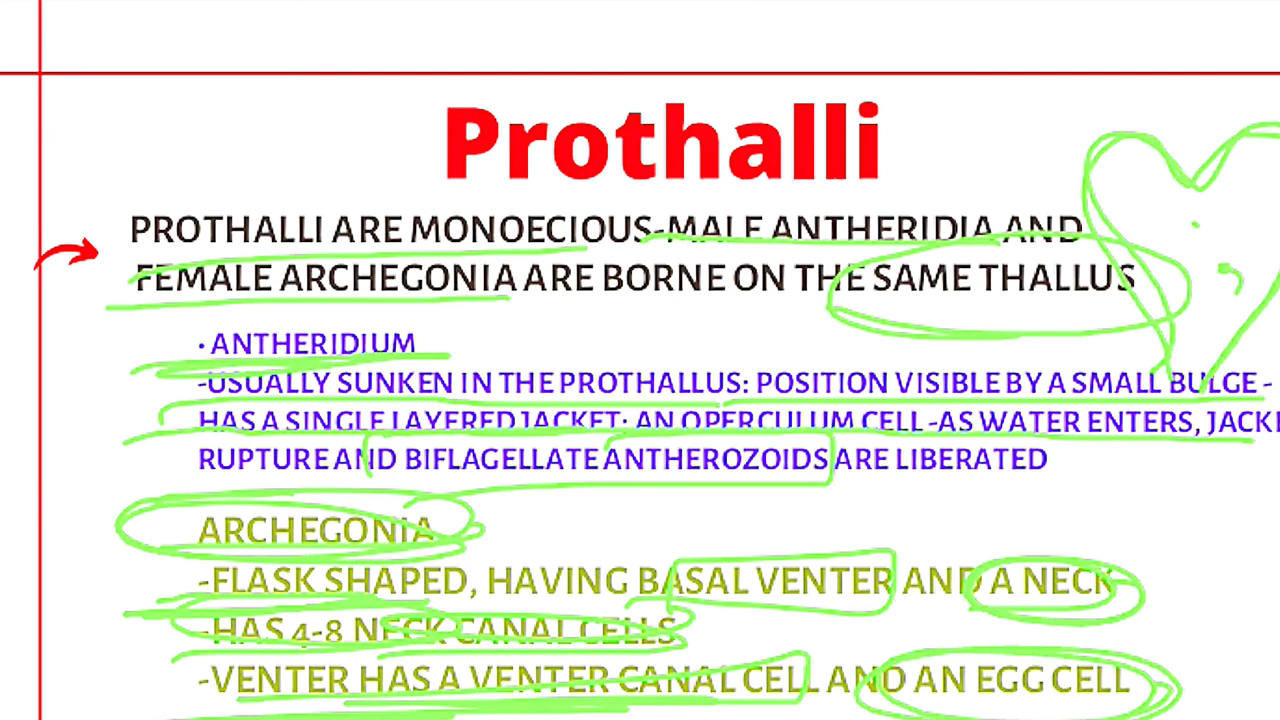 Prothalli
PROTHALLI ARE MONOECIOUS-MALE ANTHERIDIA AND
FEMALE ARCHEGONIA ARE BORNE ON THE SAME THALLUS
• ANTHERIDIUM
-USUALLY SUNKEN IN THE PROTHALLUS: POSITION VISIBLE BY A SMALL BULGE -
HAS A SINGLE LAYERED JACKET: AN OPERCULUM CELL -AS WATER ENTERS, JACKE
RUPTURE AND BIFLAGELLATE ANTHEROZOIDS ARE LIBERATED
ARCHEGONIA
-FLASK SHAPED, HAVING BASAL VENTER AND A NECK
-HAS 4-8 NECK CANAL CELLS
-VENTER HAS A VENTER CANAL CELL AND AN EGG CELL